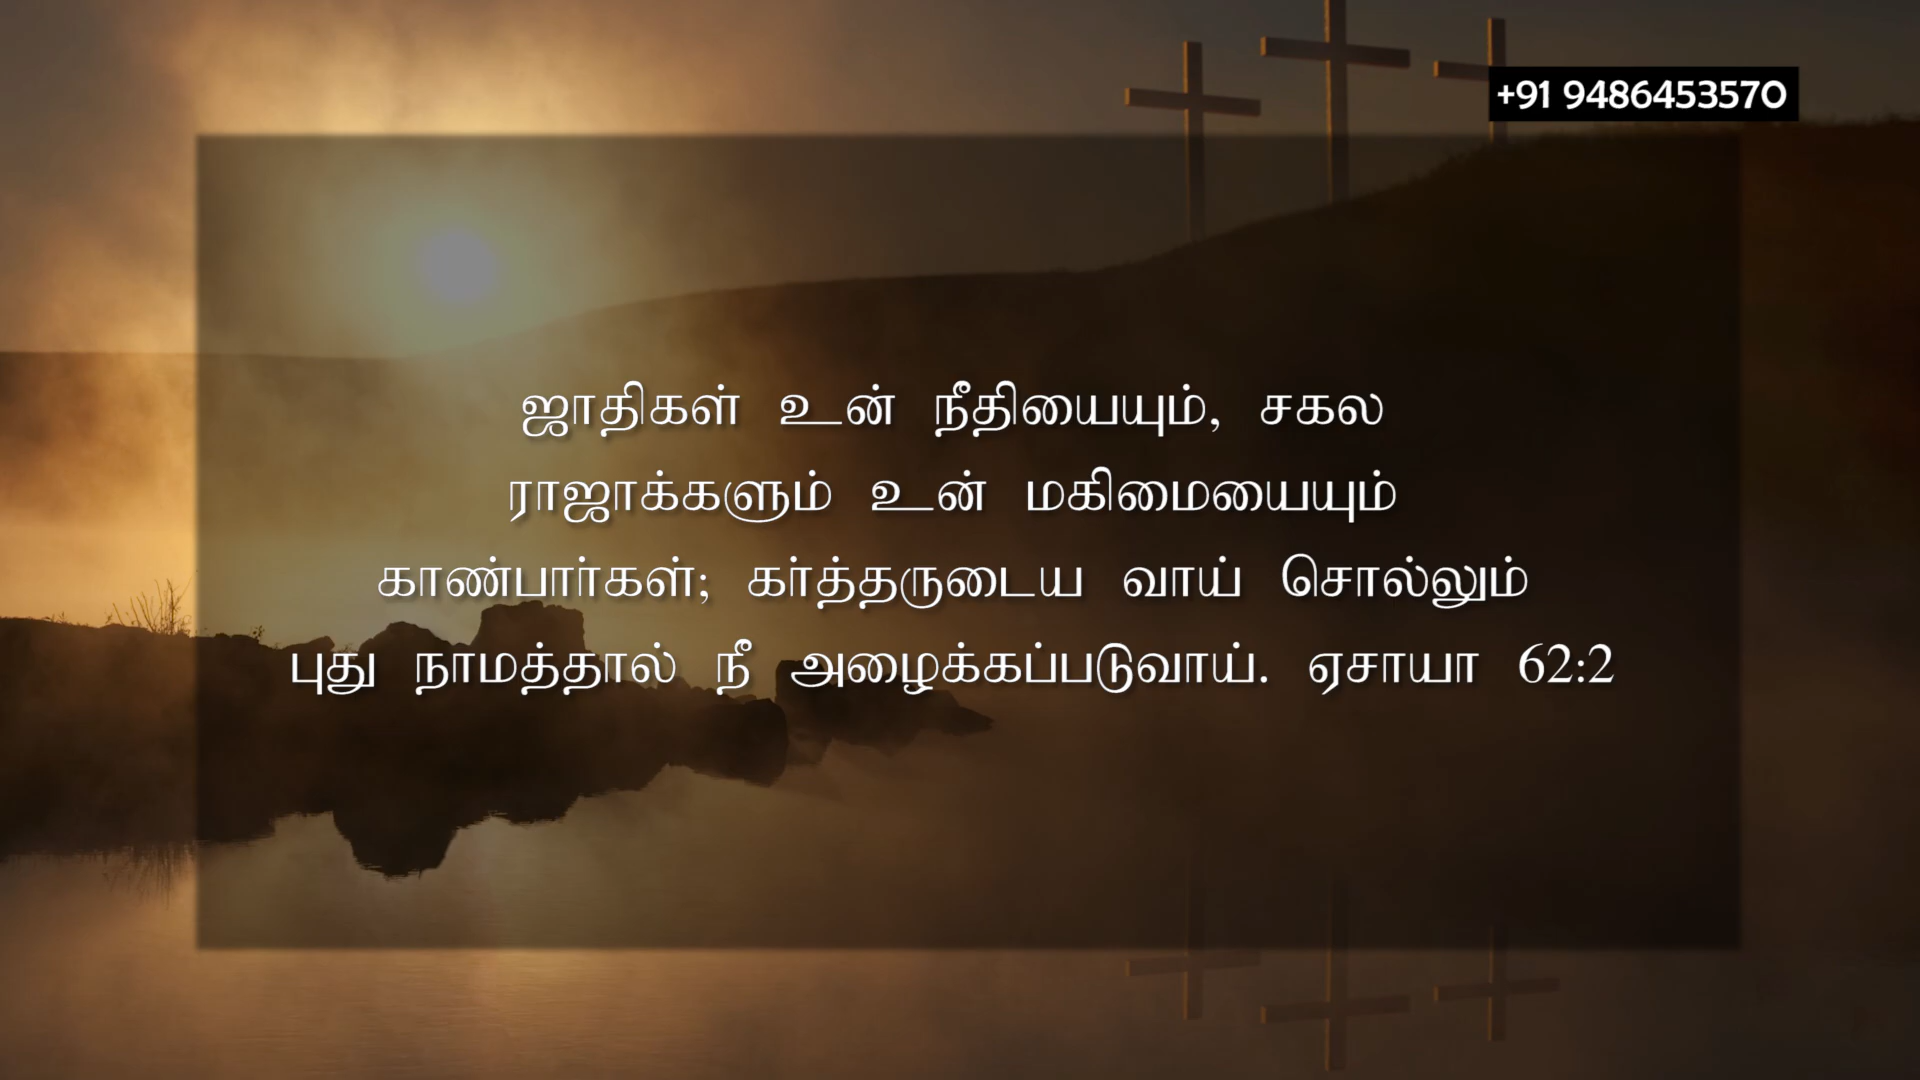 +91 9486453570
ஜாதிகள் உன் நீதியையும், சகல
ராஜாக்களும் உன் மகிமையையும்
காண்பார்கள்; கர்த்தருடைய வாய் சொல்லும்
புது நாமத்தால் நீ அழைக்கப்படுவாய். ஏசாயா 62:2